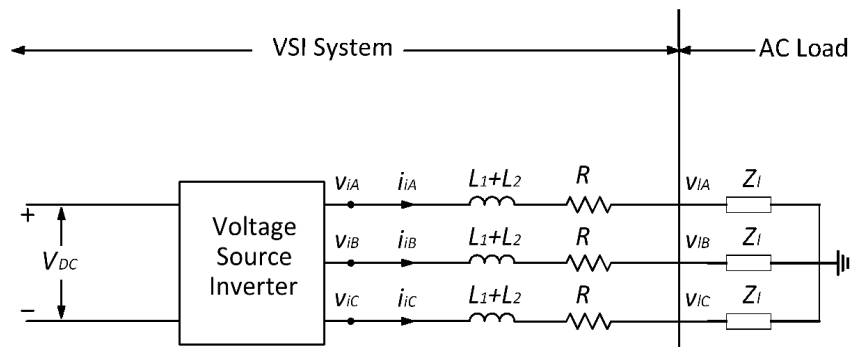 VSI System
AC Load
viA
iiA
L1+L2
R
vlA
Zl
+
VDC
−
Voltage
Source
Inverter
viB
iiB
L1+L2
R
vlB
Zl
viC
iiC
L1+L2
R
vlC
Zl